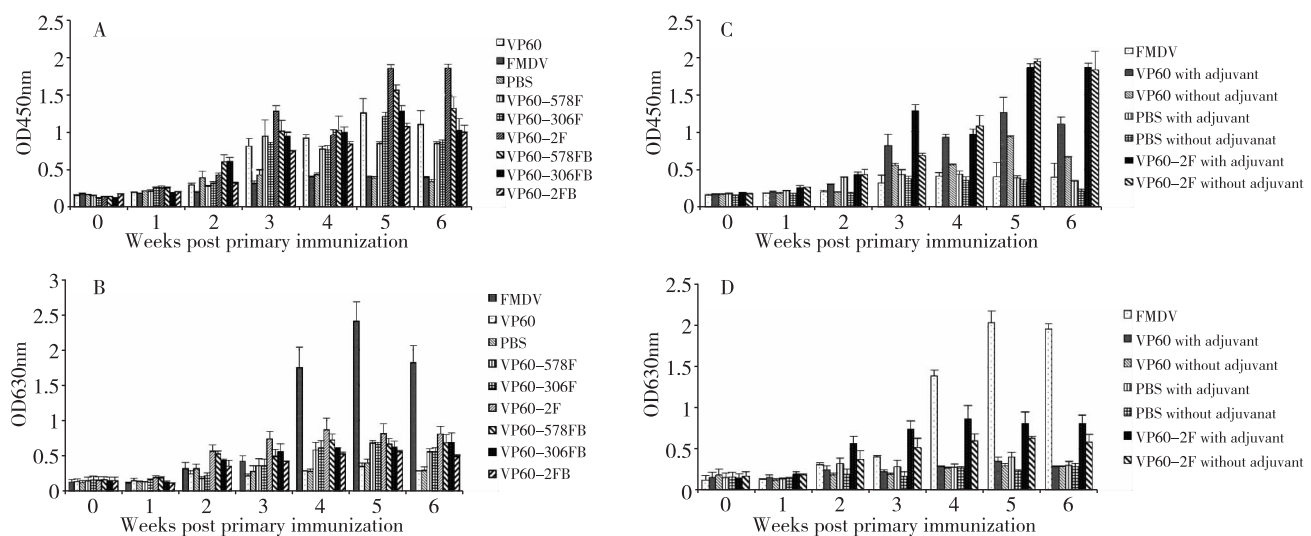 A
OD450nm
2.5
2
1.5
1
0.5
0
0 1 2 3 4 5 6
Weeks post primary immunization
VP60
FMDV
PBS
VP60-578F
VP60-306F
VP60-2F
VP60-578FB
VP60-306FB
VP60-2FB
C
OD450nm
2.5
2
1.5
1
0.5
0
0 1 2 3 4 5 6
Weeks post primary immunization
FMDV
VP60 with adjuvant
VP60 without adjuvant
PBS with adjuvant
PBS without adjuvanat
VP60-2F with adjuvant
VP60-2F without adjuvant
B
OD630nm
3
2.5
2
1.5
1
0.5
0
0 1 2 3 4 5 6
Weeks post primary immunization
FMDV
VP60
PBS
VP60-578F
VP60-306F
VP60-2F
VP60-578FB
VP60-306FB
VP60-2FB
D
OD630nm
2.5
2
1.5
1
0.5
0
0 1 2 3 4 5 6
Weeks post primary immunization
FMDV
VP60 with adjuvant
VP60 without adjuvant
PBS with adjuvant
PBS without adjuvanat
VP60-2F with adjuvant
VP60-2F without adjuvant